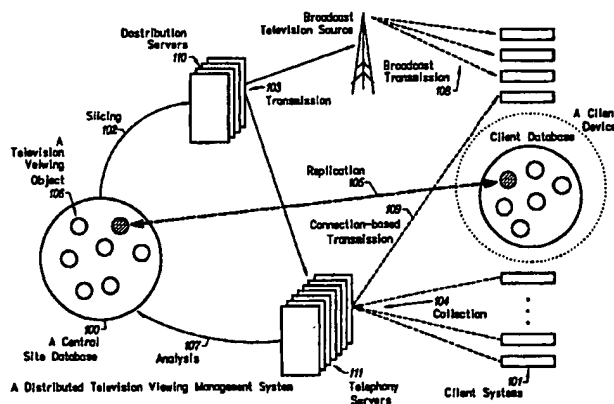 Distribution
Servers
110
Broadcast
Television Source
Broadcast
Transmission
108
103
Transmission
Slicing
102
A
Television
Viewing
Object
106
Replication
105
109
Connection-based
Transmission
A Client
Device
Client Database
104
Collection
100
A Central
Site Database
107
Analysis
111
Telephony
Servers
Client Systems
101
A Distributed Television Viewing Management System